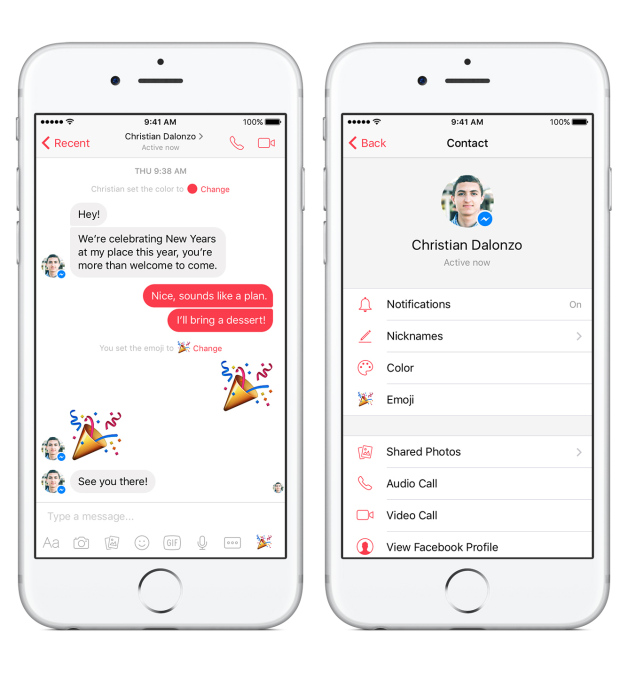 9:41 AM
100%
Recent
Christian Dalonzo >
Active now
THU 9:38 AM
Christian set the color to Change
Hey!
We're celebrating New Years
at my place this year, you're
more than welcome to come.
Nice, sounds like a plan.
I'll bring a dessert!
You set the emoji to Change
See you there!
Type a message...
Aa
GIF
9:41 AM
100%
Back
Contact
Christian Dalonzo
Active now
Notifications
On
Nicknames
Color
Emoji
Shared Photos
Audio Call
Video Call
View Facebook Profile